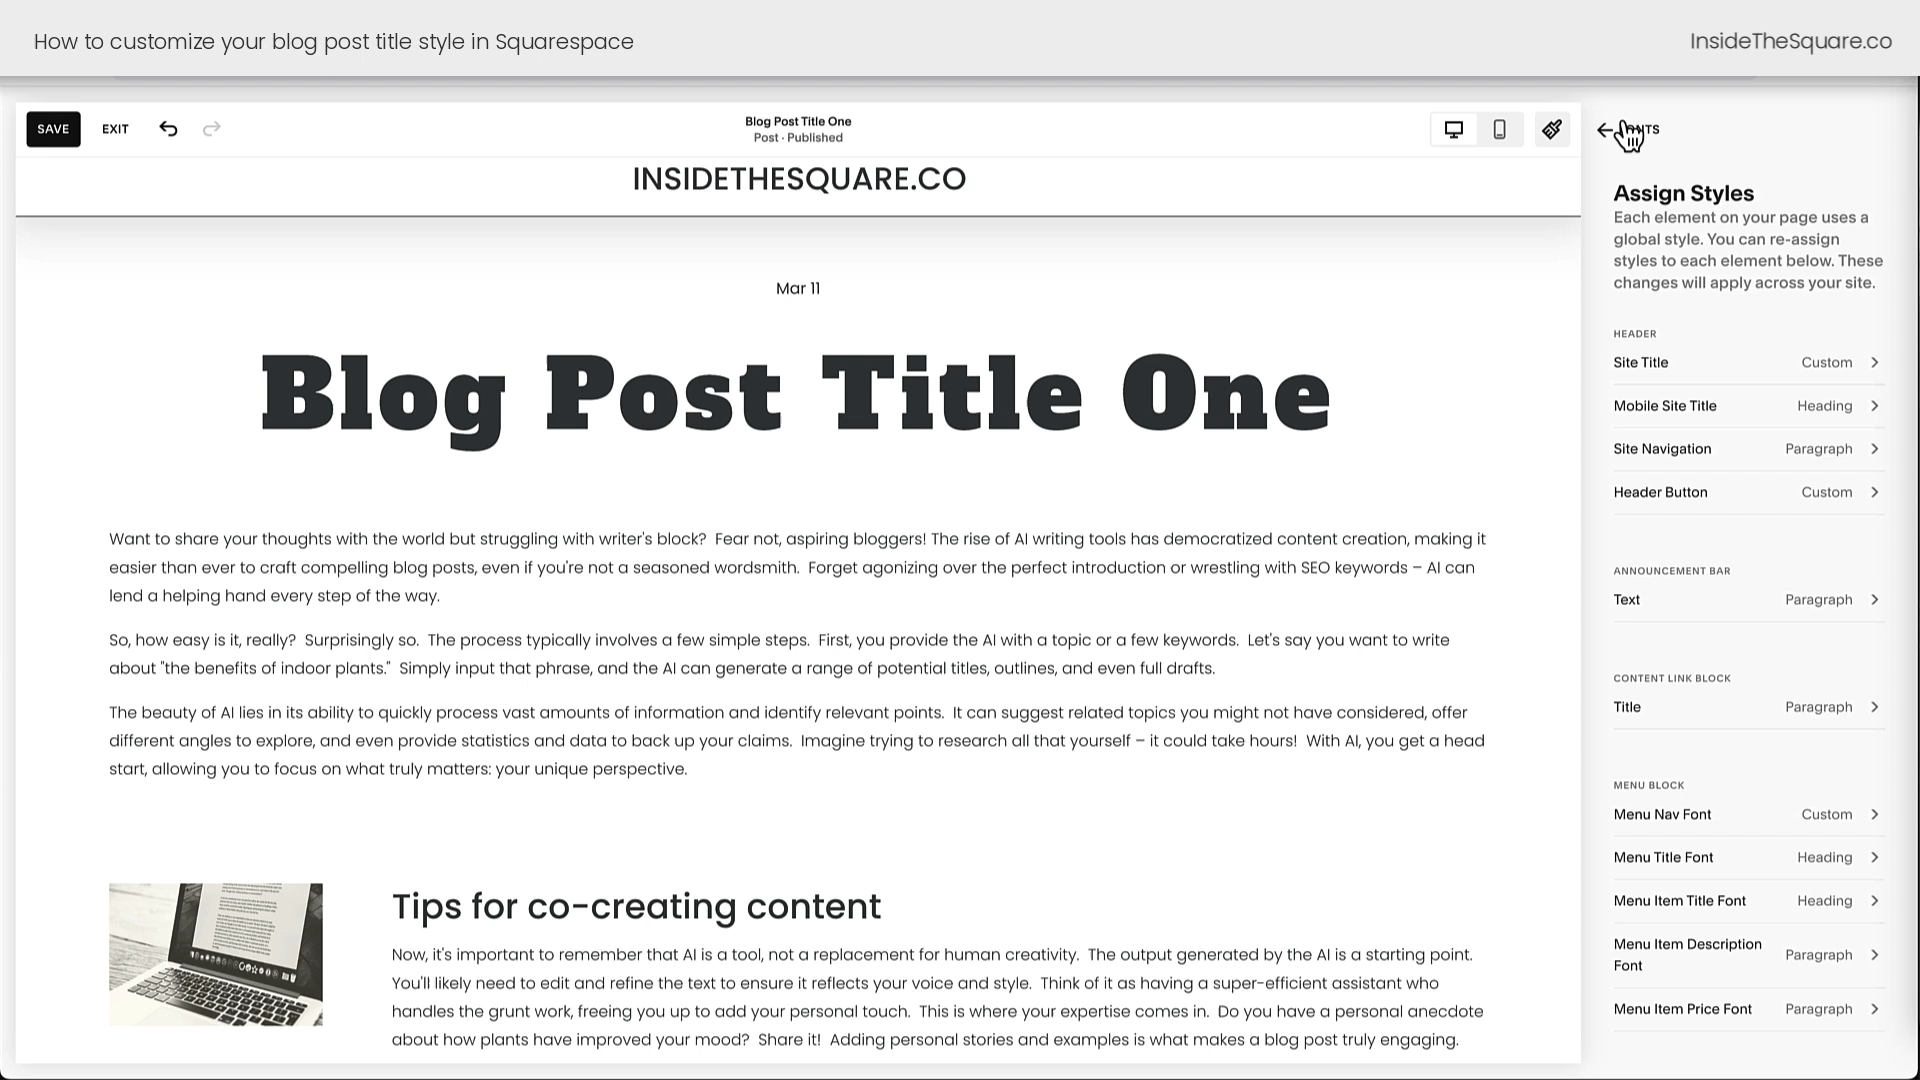 How to customize your blog post title style in Squarespace
InsideTheSquare.co
SAVE
EXIT
Blog Post Title One
Post · Published
INSIDETHESQUARE.CO
Mar 11
Blog Post Title One
Want to share your thoughts with the world but struggling with writer's block?  Fear not, aspiring bloggers! The rise of AI writing tools has democratized content creation, making it
easier than ever to craft compelling blog posts, even if you're not a seasoned wordsmith.  Forget agonizing over the perfect introduction or wrestling with SEO keywords – AI can
lend a helping hand every step of the way.
So, how easy is it, really?  Surprisingly so.  The process typically involves a few simple steps.  First, you provide the AI with a topic or a few keywords.  Let's say you want to write
about "the benefits of indoor plants."  Simply input that phrase, and the AI can generate a range of potential titles, outlines, and even full drafts.
The beauty of AI lies in its ability to quickly process vast amounts of information and identify relevant points.  It can suggest related topics you might not have considered, offer
different angles to explore, and even provide statistics and data to back up your claims.  Imagine trying to research all that yourself – it could take hours!  With AI, you get a head
start, allowing you to focus on what truly matters: your unique perspective.
Tips for co-creating content
Now, it's important to remember that AI is a tool, not a replacement for human creativity.  The output generated by the AI is a starting point.
You'll likely need to edit and refine the text to ensure it reflects your voice and style.  Think of it as having a super-efficient assistant who
handles the grunt work, freeing you up to add your personal touch.  This is where your expertise comes in.  Do you have a personal anecdote
about how plants have improved your mood?  Share it!  Adding personal stories and examples is what makes a blog post truly engaging.
Assign Styles
Each element on your page uses a
global style. You can re-assign
styles to each element below. These
changes will apply across your site.
HEADER
Site Title Custom
Mobile Site Title Heading
Site Navigation Paragraph
Header Button Custom
ANNOUNCEMENT BAR
Text Paragraph
CONTENT LINK BLOCK
Title Paragraph
MENU BLOCK
Menu Nav Font Custom
Menu Title Font Heading
Menu Item Title Font Heading
Menu Item Description
Font Paragraph
Menu Item Price Font Paragraph